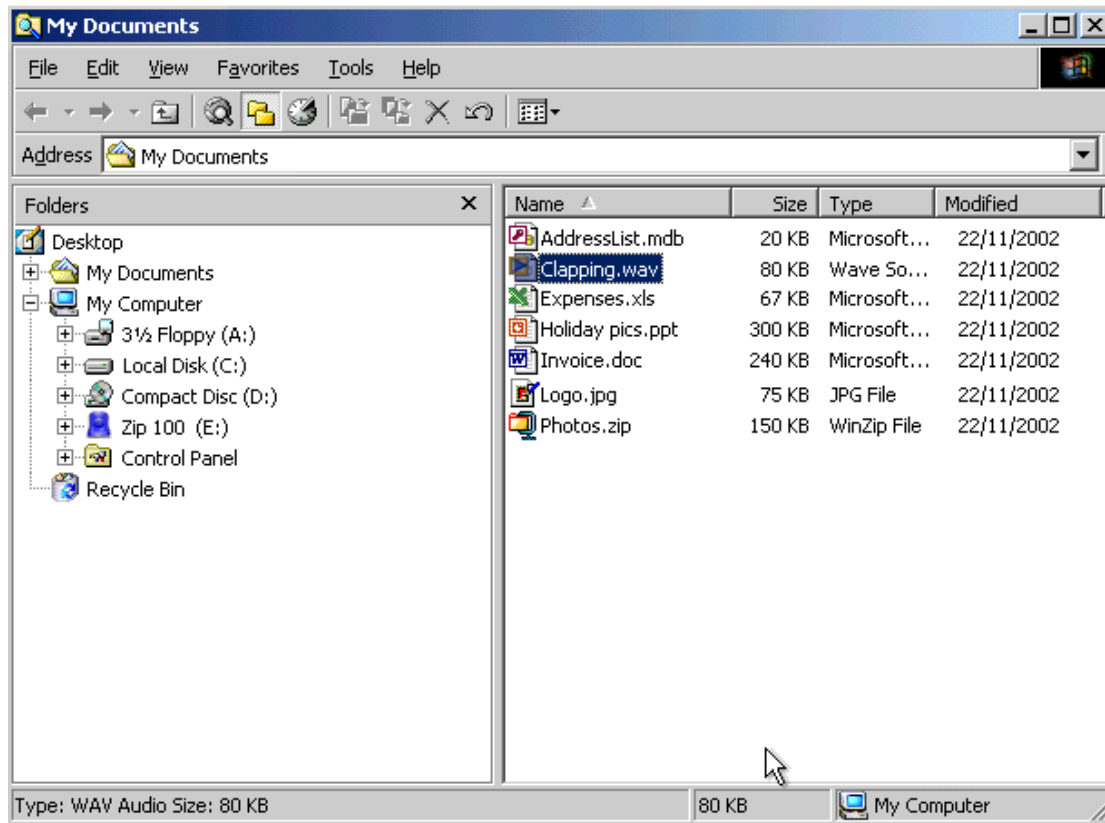 My Documents
File Edit View Favorites Tools Help
Address My Documents
Folders
Desktop
My Documents
My Computer
3½ Floppy (A:)
Local Disk (C:)
Compact Disc (D:)
Zip 100 (E:)
Control Panel
Recycle Bin
Name Size Type Modified
AddressList.mdb 20 KB Microsoft... 22/11/2002
Clapping.wav 80 KB Wave So... 22/11/2002
Expenses.xls 67 KB Microsoft... 22/11/2002
Holiday pics.ppt 300 KB Microsoft... 22/11/2002
Invoice.doc 240 KB Microsoft... 22/11/2002
Logo.jpg 75 KB JPG File 22/11/2002
Photos.zip 150 KB WinZip File 22/11/2002
Type: WAV Audio Size: 80 KB 80 KB My Computer